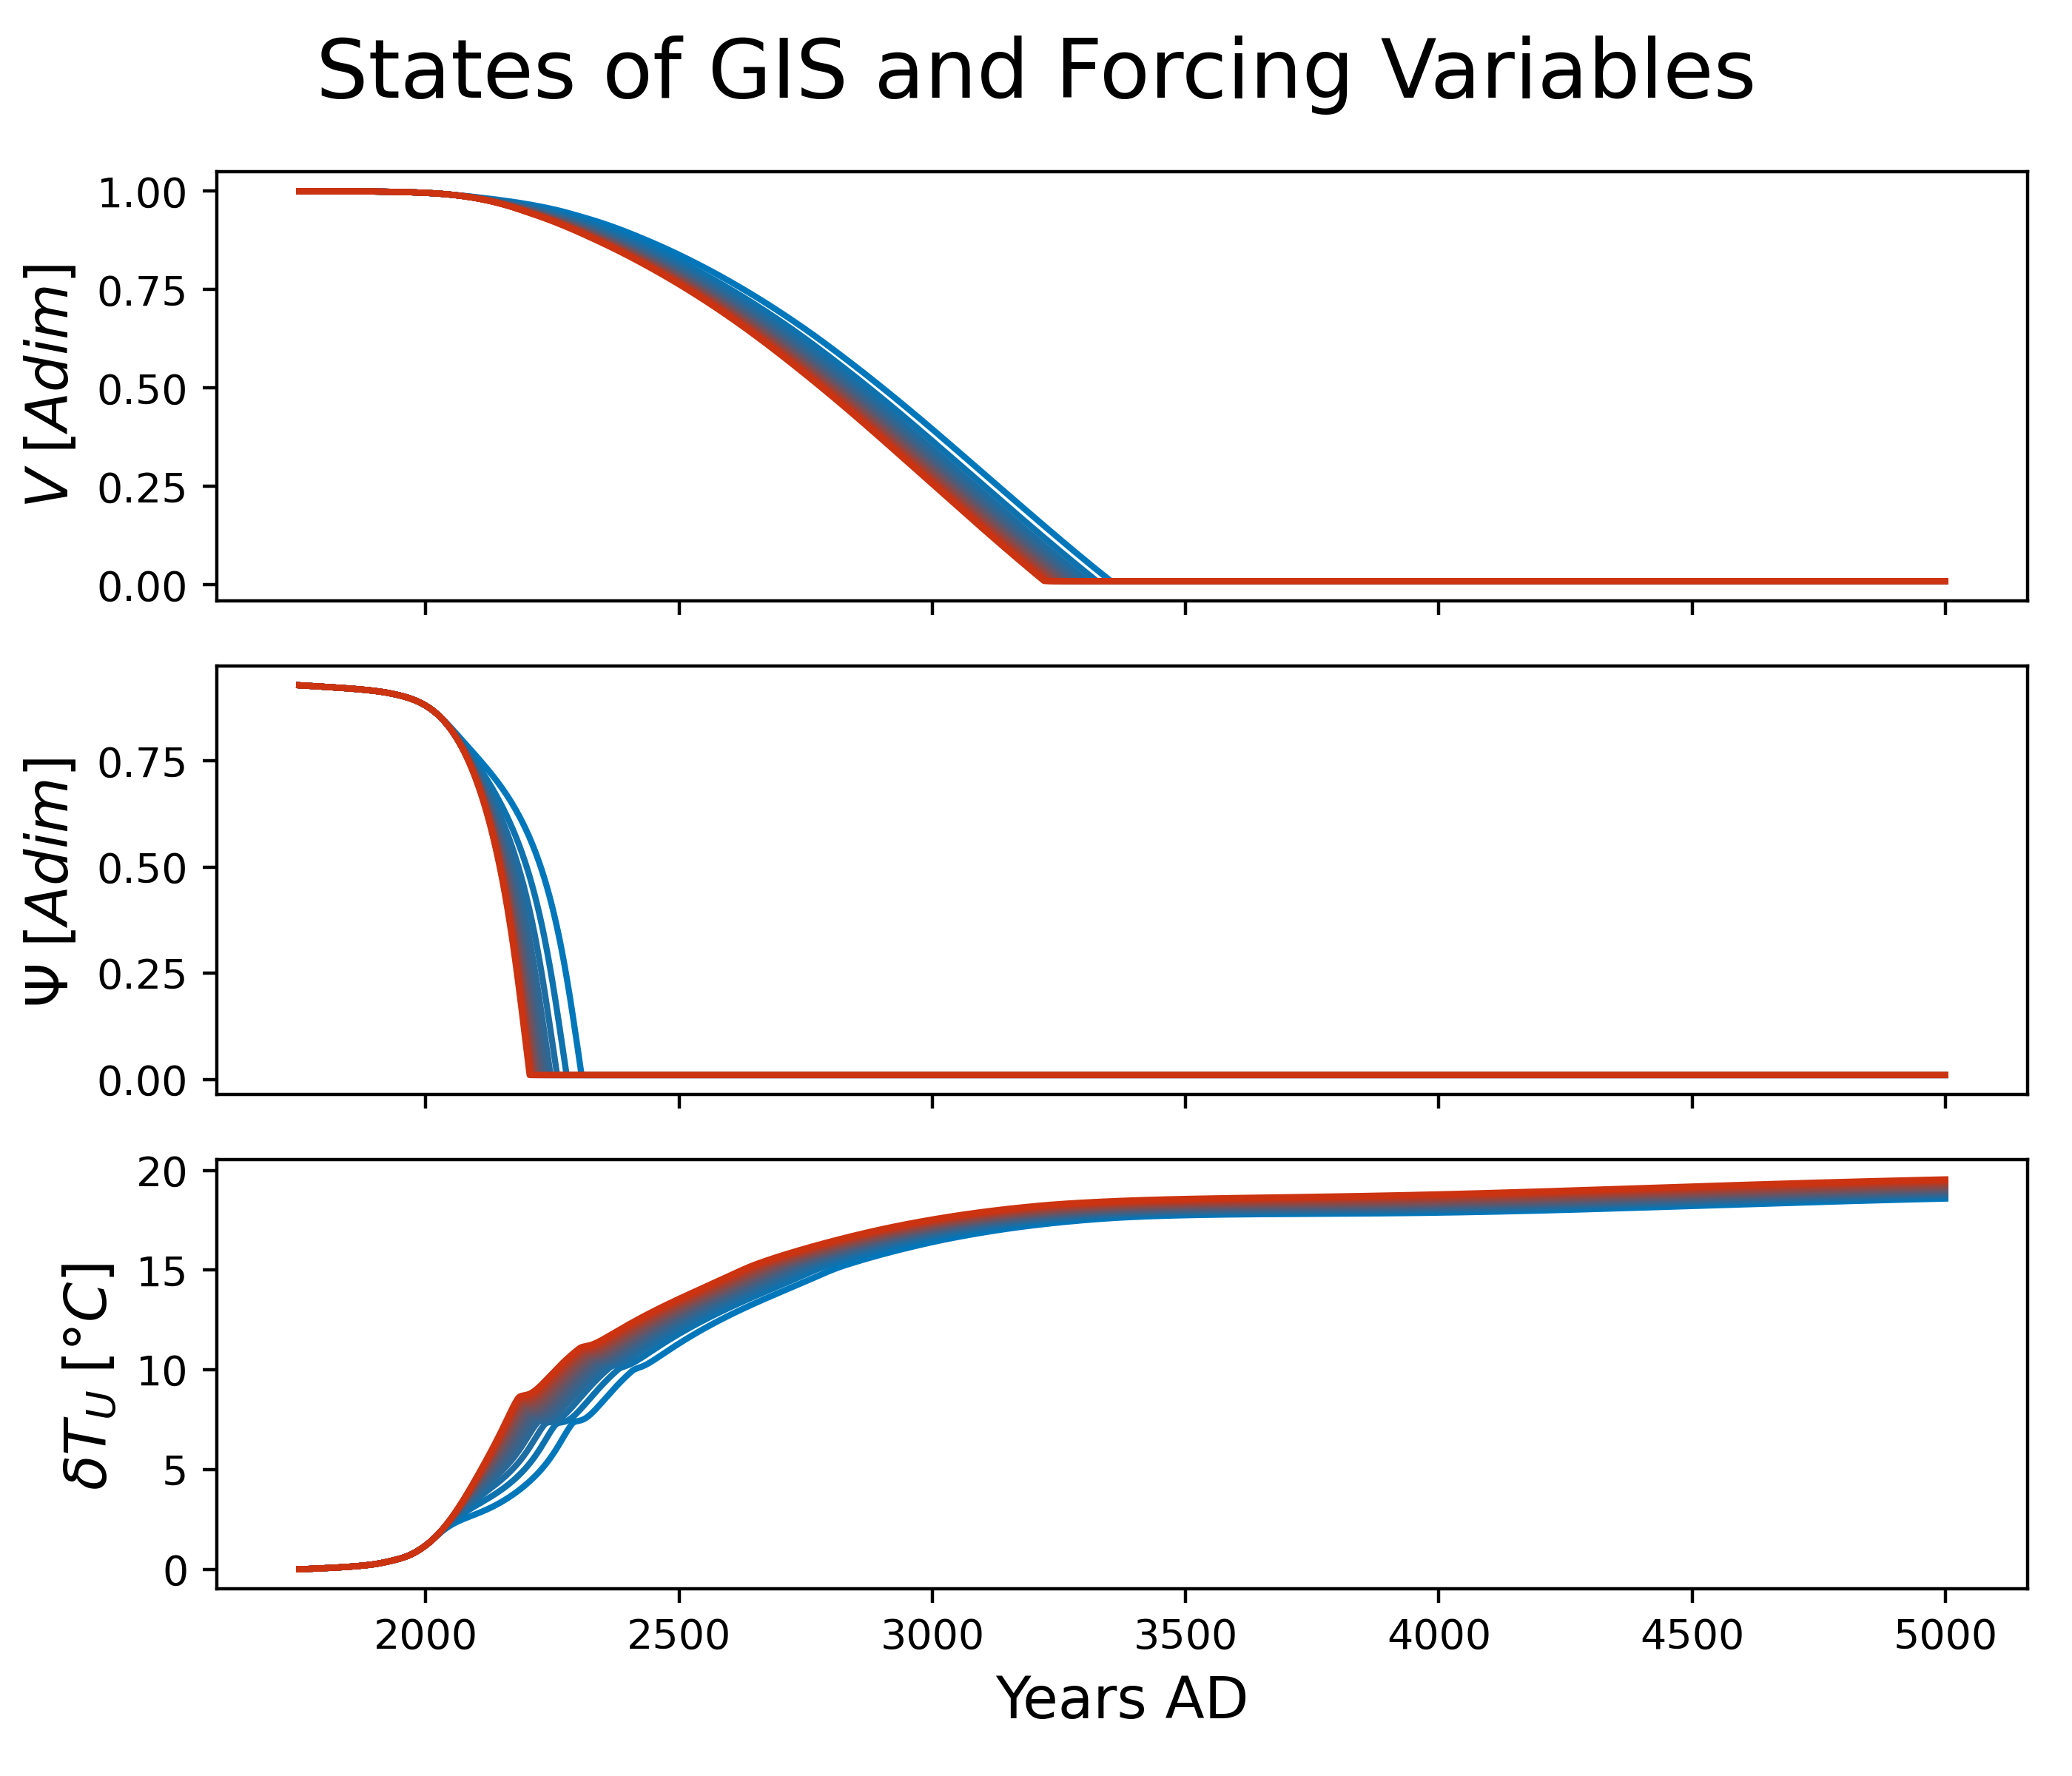 States of GIS and Forcing Variables
V [Adim]
1.00
0.75
0.50
0.25
0.00
Ψ [Adim]
0.75
0.50
0.25
0.00
δT_U [°C]
20
15
10
5
0
2000 2500 3000 3500 4000 4500 5000
Years AD